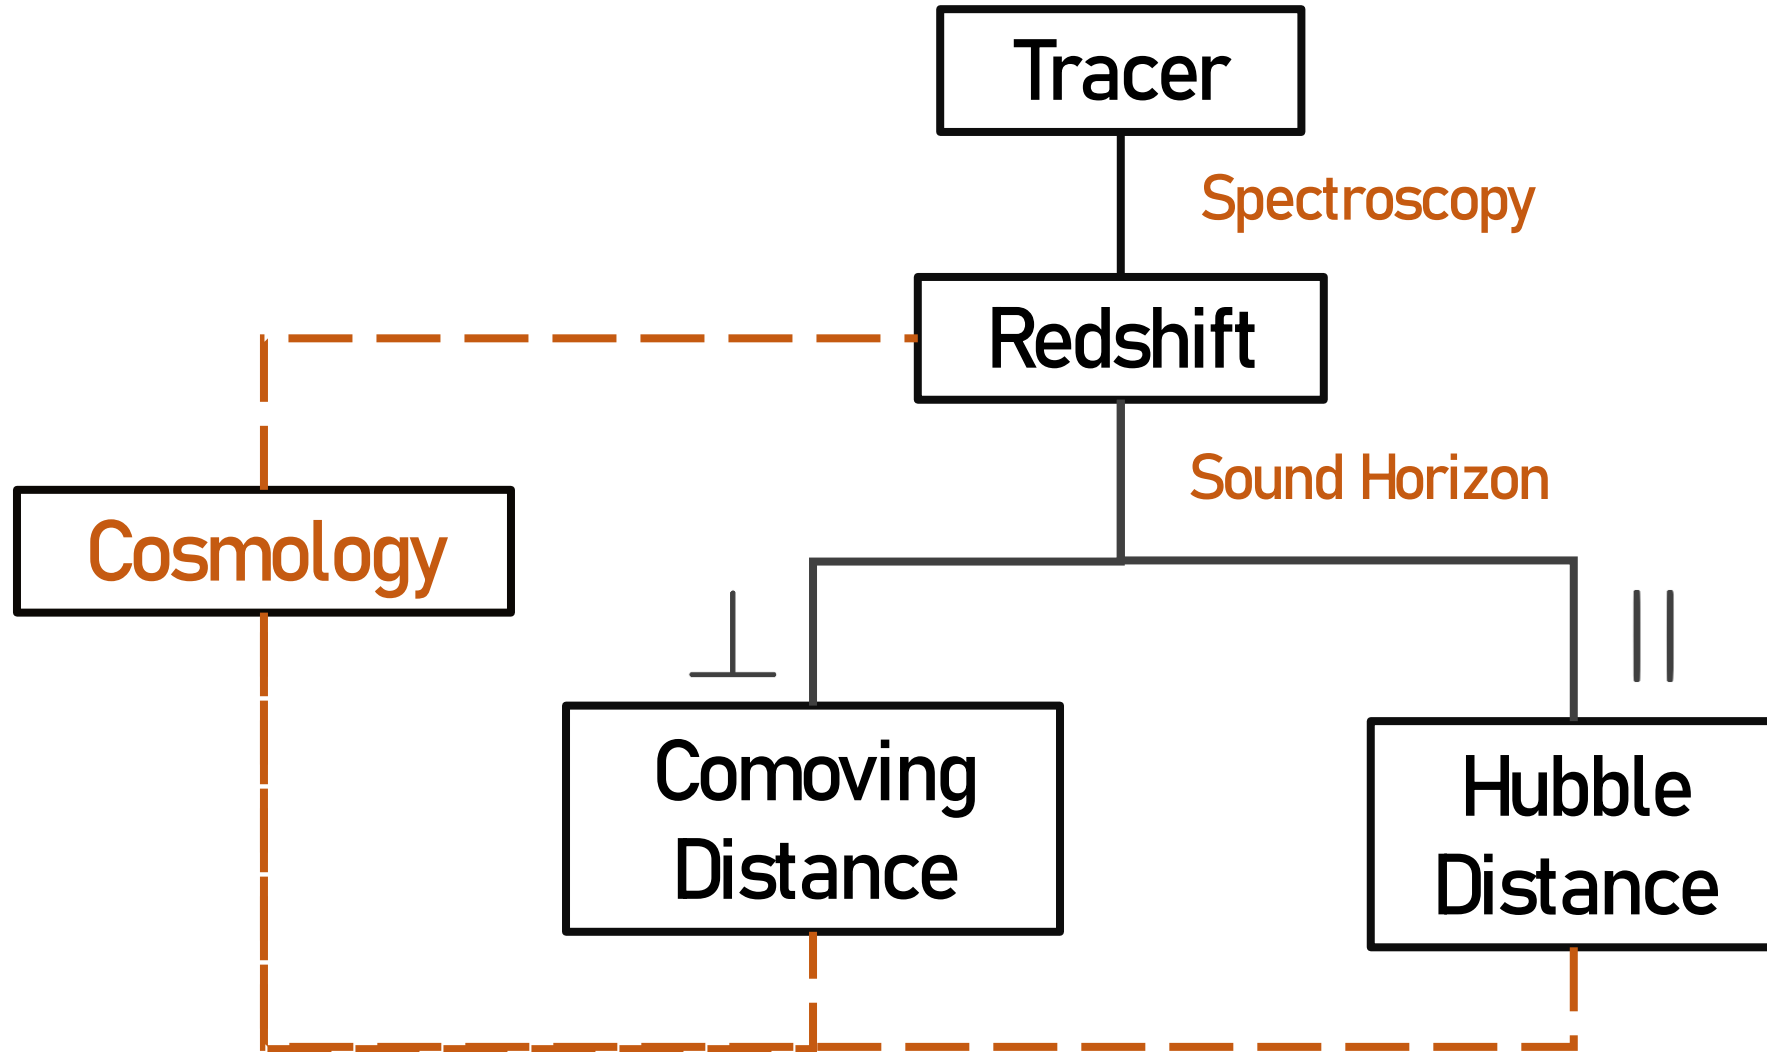 Tracer
Spectroscopy
Redshift
Sound Horizon
Cosmology
⊥
||
Comoving
Distance
Hubble
Distance